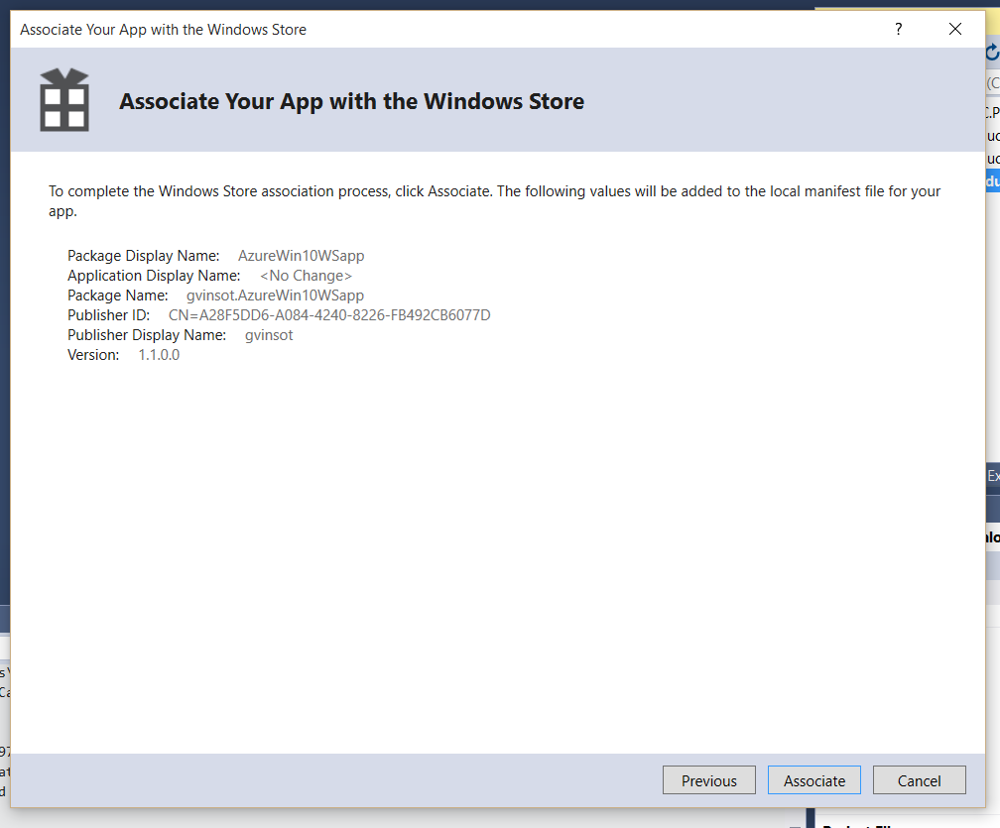 Associate Your App with the Windows Store
?
Associate Your App with the Windows Store
To complete the Windows Store association process, click Associate. The following values will be added to the local manifest file for your
app.
Package Display Name: AzureWin10WSapp
Application Display Name: <No Change>
Package Name: gvinsot.AzureWin10WSapp
Publisher ID: CN=A28F5DD6-A084-4240-8226-FB492CB6077D
Publisher Display Name: gvinsot
Version: 1.1.0.0
Previous Associate Cancel